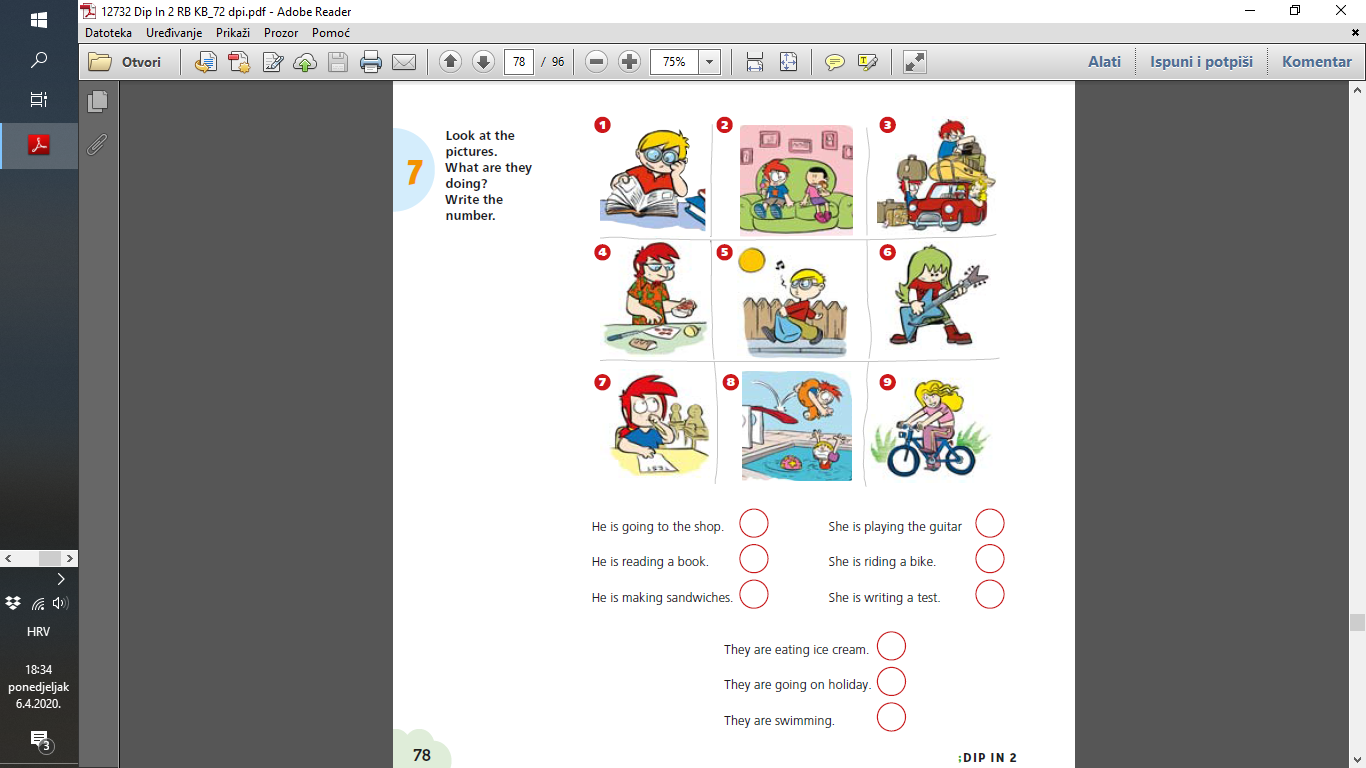 12732 Dip In 2 RB KB_72 dpi.pdf - Adobe Reader
Datoteka Uređivanje Prikaži Prozor Pomoć
Otvori 78 / 96 75% Alati Ispuni i potpiši Komentar
7
Look at the
pictures.
What are they
doing?
Write the
number.
1 2 3
4 5 6
7 8 9
He is going to the shop.
He is reading a book.
He is making sandwiches.
She is playing the guitar
She is riding a bike.
She is writing a test.
They are eating ice cream.
They are going on holiday.
They are swimming.
78
:DIP IN 2
HRV
18:34
ponedjeljak
6.4.2020.
3